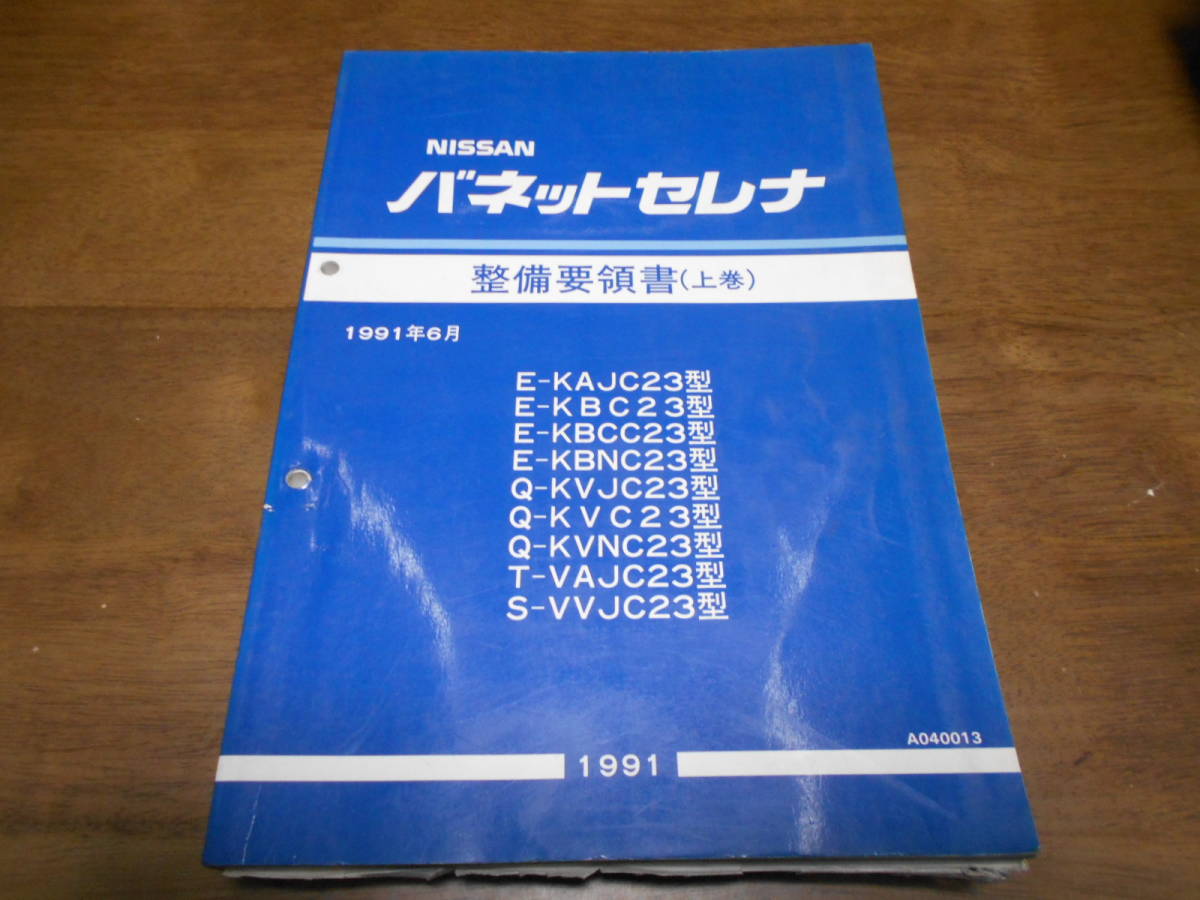 NISSAN
バネットセレナ
整備要領書(上巻)
1991年6月
E-KAJC23型
E-KBC23型
E-KBCC23型
E-KBNC23型
Q-KVJC23型
Q-KVC23型
Q-KVNC23型
T-VAJC23型
S-VVJC23型
A040013
1991